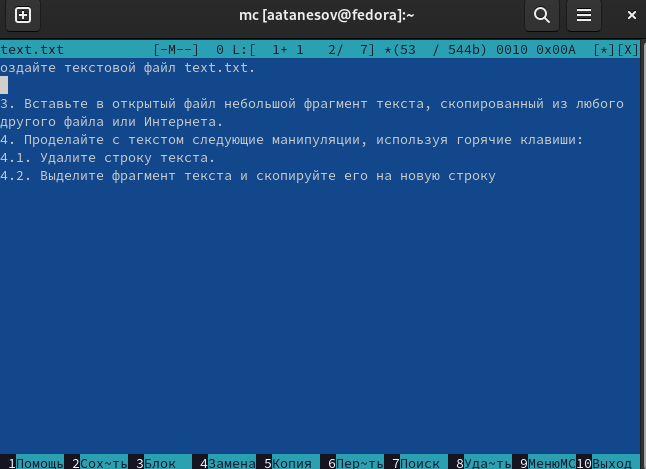 mc [aatanesov@fedora]:~
text.txt [-M--] 0 L:[ 1+ 1 2/ 7] *(53 / 544b) 0010 0x00A [*][X]
оздайте текстовой файл text.txt.
3. Вставьте в открытый файл небольшой фрагмент текста, скопированный из любого
другого файла или Интернета.
4. Проделайте с текстом следующие манипуляции, используя горячие клавиши:
4.1. Удалите строку текста.
4.2. Выделите фрагмент текста и скопируйте его на новую строку
1Помощь 2Сох~ть 3Блок 4Замена 5Копия 6Пер~ть 7Поиск 8Уда~ть 9МенюMC 10Выход